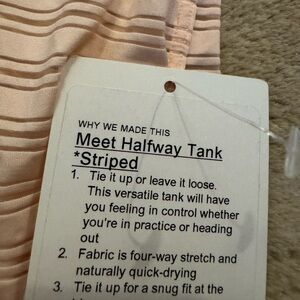 WHY WE MADE THIS
Meet Halfway Tank
*Striped
1. Tie it up or leave it loose.
This versatile tank will have
you feeling in control whether
you're in practice or heading
out
2. Fabric is four-way stretch and
naturally quick-drying
3. Tie it up for a snug fit at the